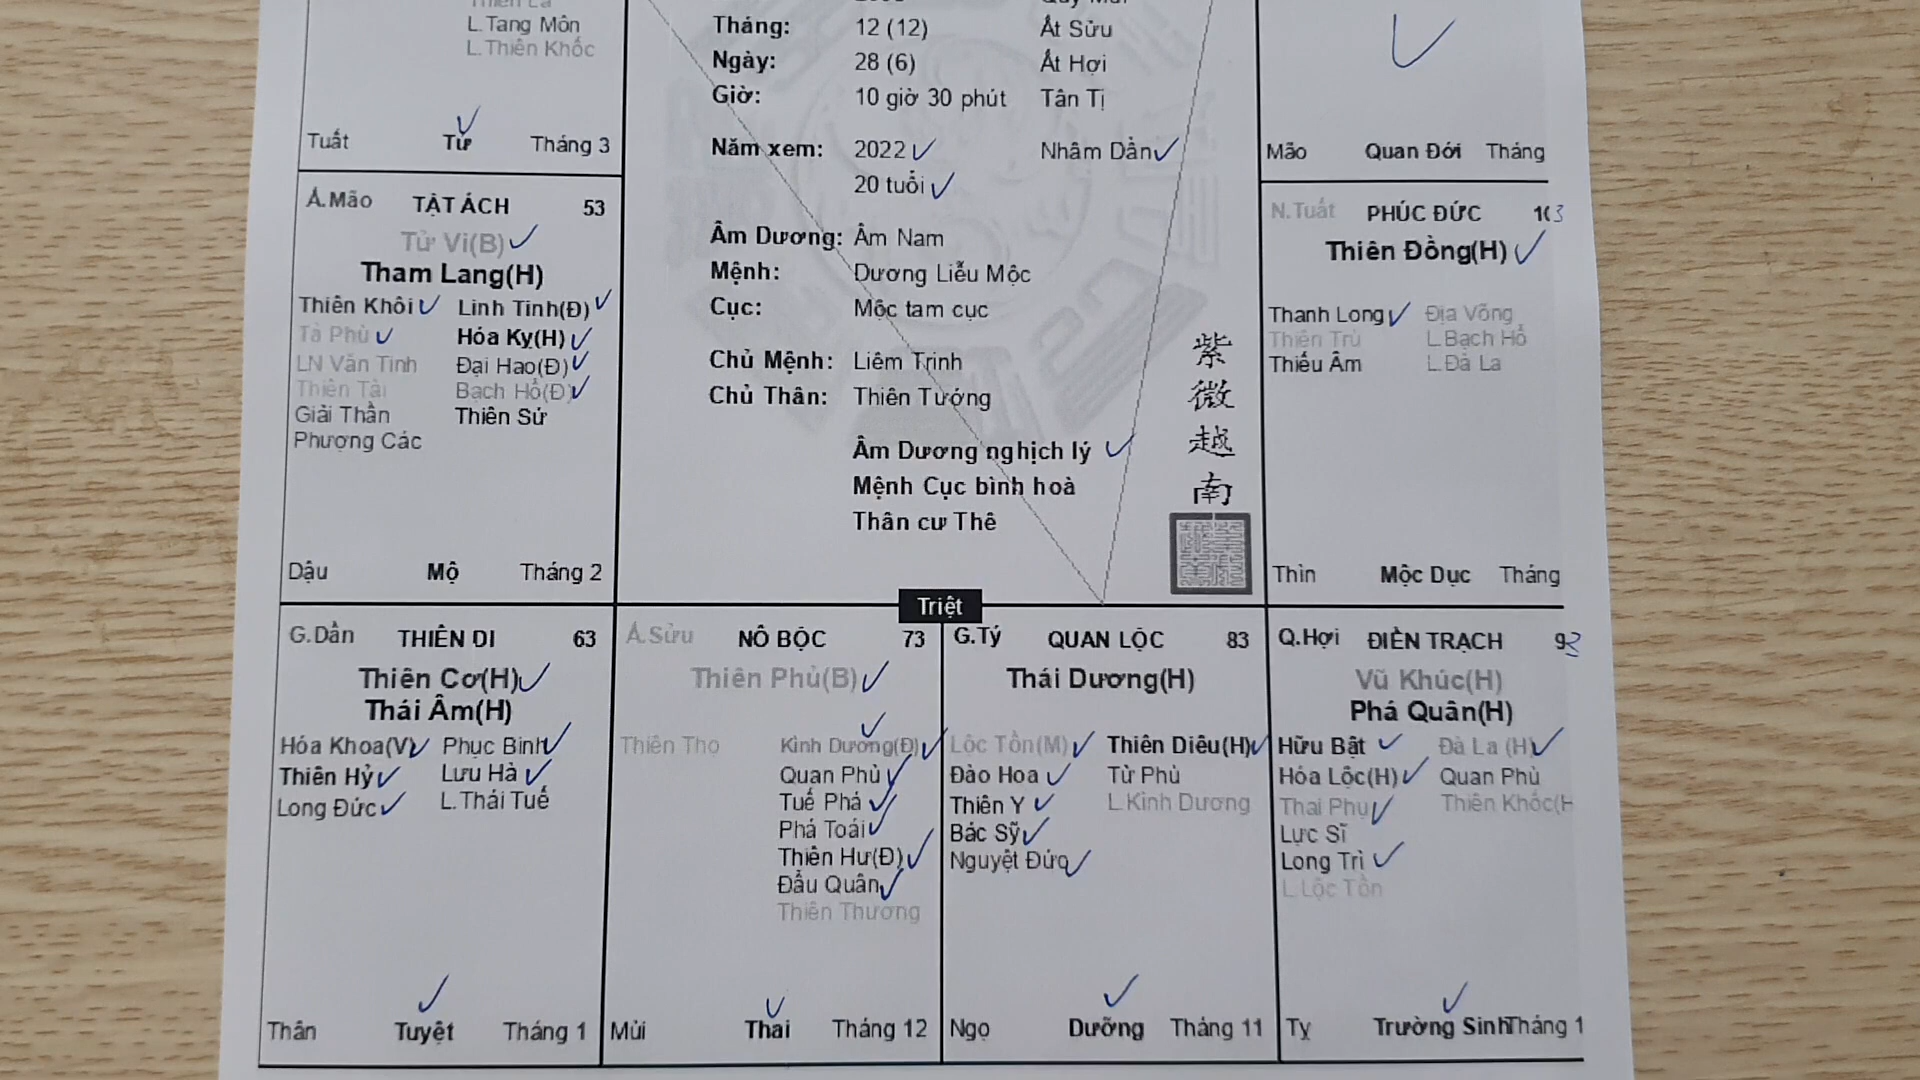 L.Tang Môn
L.Thiên Khốc
Tuất Tử Tháng 3
Tháng: 12 (12) Ất Sửu
Ngày: 28 (6) Ất Hợi
Giờ: 10 giờ 30 phút Tân Tị
Năm xem: 2022 Nhâm Dần
20 tuổi
Âm Dương: Âm Nam
Mệnh: Dương Liễu Mộc
Cục: Mộc tam cục
Chủ Mệnh: Liêm Trinh
Chủ Thân: Thiên Tướng
Âm Dương nghịch lý
Mệnh Cục bình hoà
Thân cư Thê
紫
微
越
南
Mão Quan Đới Tháng
Ấ.Mão TẬT ÁCH 53
Tử Vi(B)
Tham Lang(H)
Thiên Khôi Linh Tinh(Đ)
Tả Phù Hóa Kỵ(H)
LN Văn Tinh Đại Hao(Đ)
Thiên Tài Bạch Hổ(Đ)
Giải Thần Thiên Sứ
Phượng Các
Dậu Mộ Tháng 2
N.Tuất PHÚC ĐỨC 103
Thiên Đồng(H)
Thanh Long Địa Võng
Thiên Trù L.Bạch Hổ
Thiếu Âm L.Đà La
Thìn Mộc Dục Tháng
Triệt
G.Dần THIÊN DI 63
Thiên Cơ(H)
Thái Âm(H)
Hóa Khoa(V) Phục Binh
Thiên Hỷ Lưu Hà
Long Đức L.Thái Tuế
Thân Tuyệt Tháng 1
Ấ.Sửu NÔ BỘC 73
Thiên Phủ(B)
Thiên Thọ Kình Dương(Đ)
Quan Phủ
Tuế Phá
Phá Toái
Thiên Hư(Đ)
Đẩu Quân
Thiên Thương
Mùi Thai Tháng 12
G.Tý QUAN LỘC 83
Thái Dương(H)
Lộc Tồn(M) Thiên Diêu(H)
Đào Hoa Tử Phù
Thiên Y L.Kình Dương
Bác Sỹ
Nguyệt Đức
Ngọ Dưỡng Tháng 11
Q.Hợi ĐIỀN TRẠCH 93
Vũ Khúc(H)
Phá Quân(H)
Hữu Bật Đà La (H)
Hóa Lộc(H) Quan Phù
Thai Phụ Thiên Khốc(H
Lực Sĩ
Long Trì
L.Lộc Tồn
Tỵ Trường Sinh Tháng 1